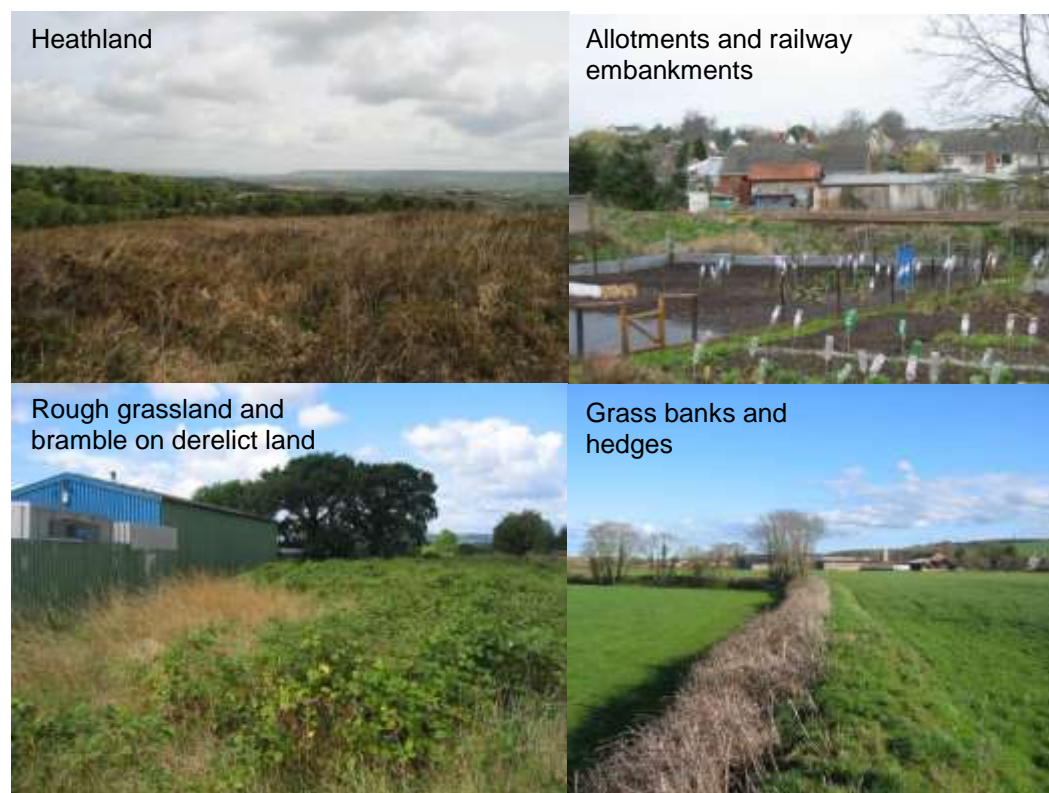 Heathland
Allotments and railway
embankments
Rough grassland and
bramble on derelict land
Grass banks and
hedges